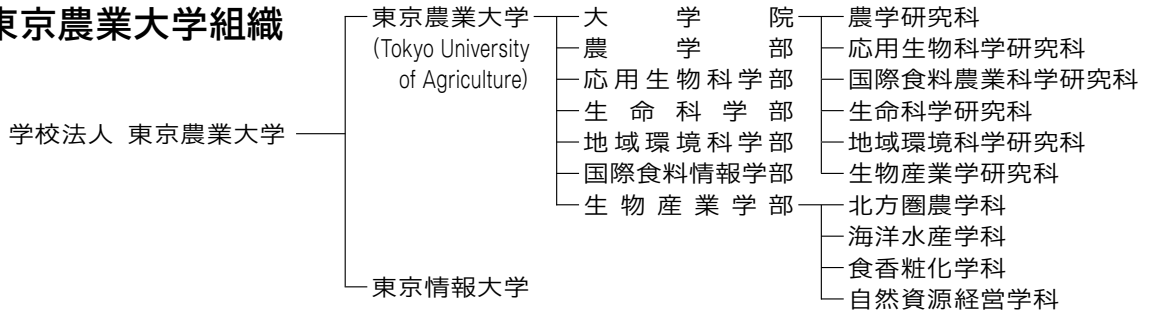 東京農業大学組織
東京農業大学 大学院 農学研究科
(Tokyo University 農学部 応用生物科学研究科
of Agriculture) 応用生物科学部 国際食料農業科学研究科
生命科学部 生命科学研究科
学校法人 東京農業大学 地域環境科学部 地域環境科学研究科
国際食料情報学部 生物産業学研究科
生物産業学部 北方圏農学科
海洋水産学科
食香粧化学科
東京情報大学 自然資源経営学科